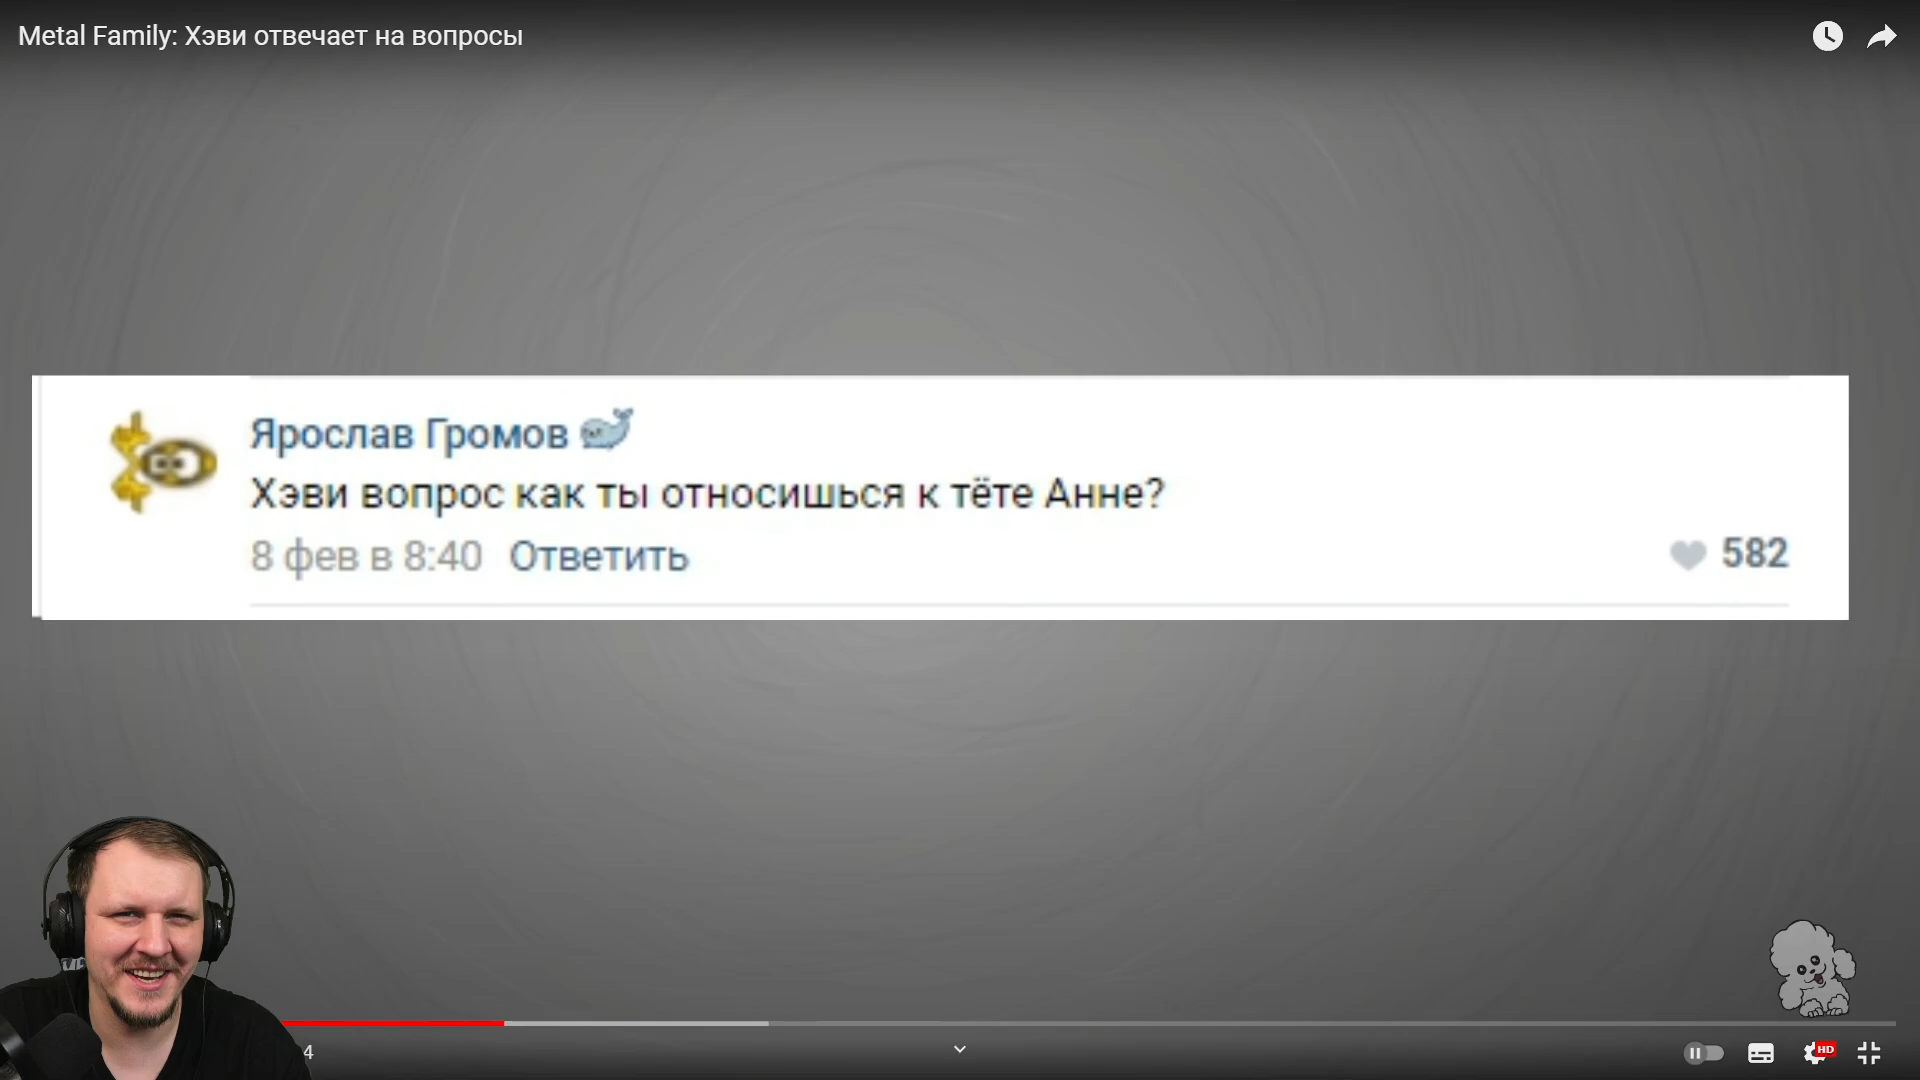 Metal Family: Хэви отвечает на вопросы
Ярослав Громов
Хэви вопрос как ты относишься к тёте Анне?
8 фев в 8:40 Ответить
582
4
HD